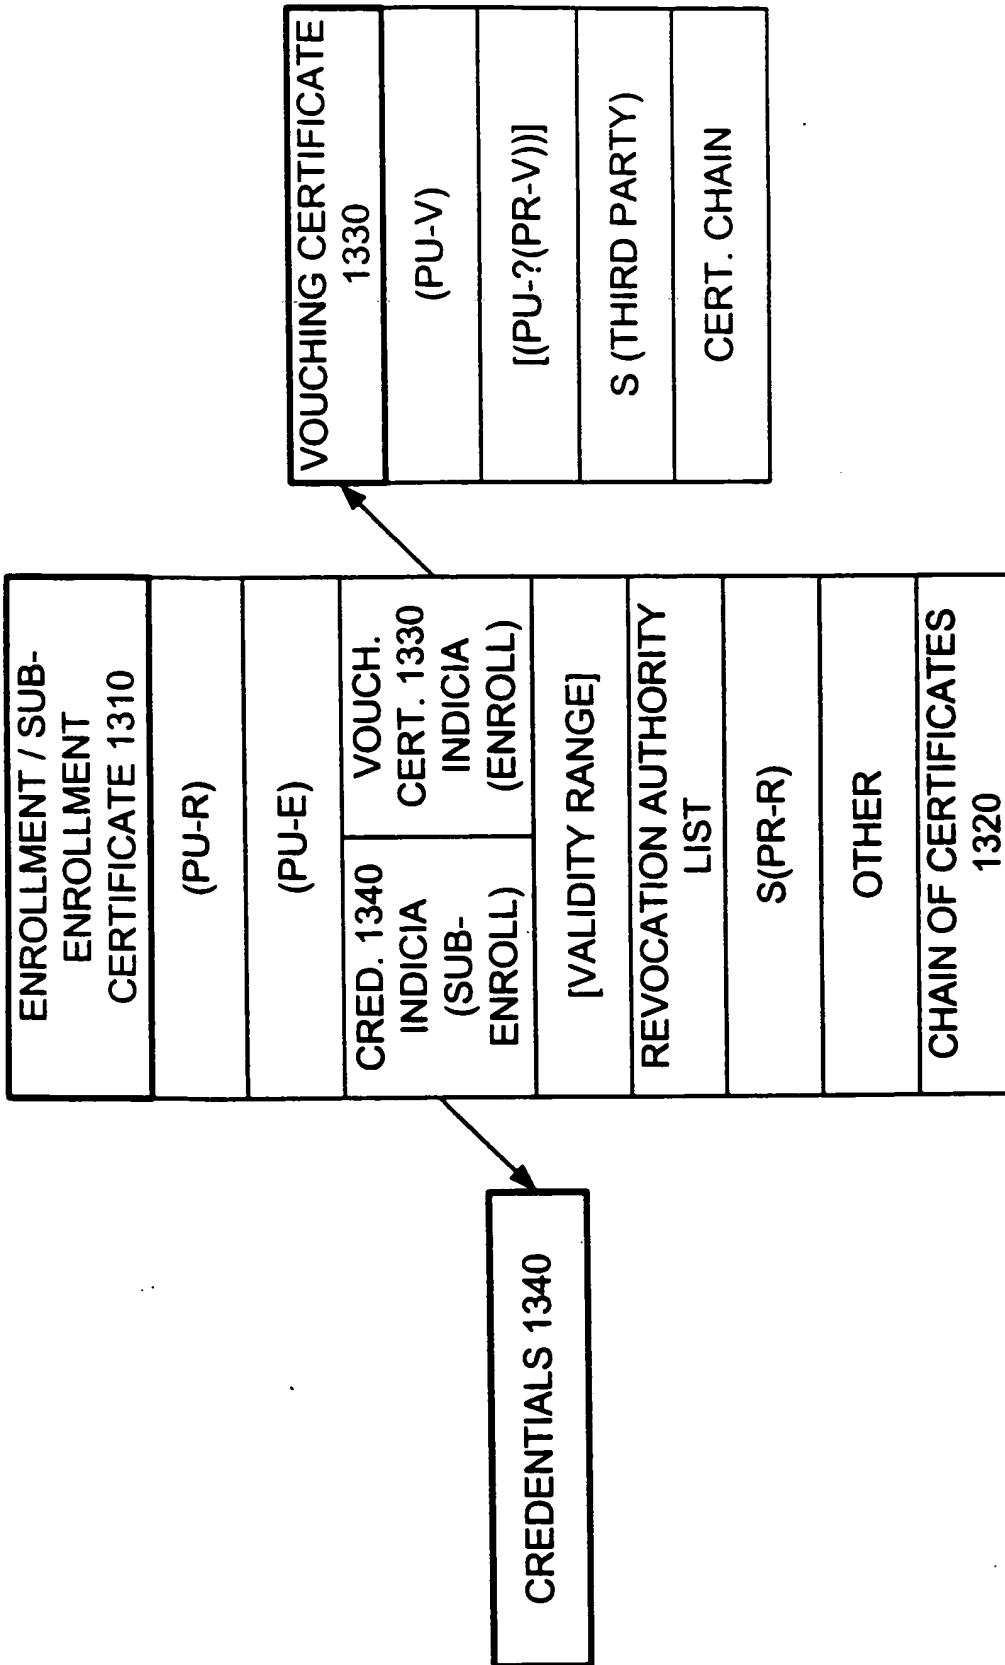 ENROLLMENT / SUB-
ENROLLMENT
CERTIFICATE 1310
(PU-R)
(PU-E)
CRED. 1340
INDICIA
(SUB-
ENROLL)
VOUCH.
CERT. 1330
INDICIA
(ENROLL)
[VALIDITY RANGE]
REVOCATION AUTHORITY
LIST
S(PR-R)
OTHER
CHAIN OF CERTIFICATES
1320
CREDENTIALS 1340
VOUCHING CERTIFICATE
1330
(PU-V)
[(PU-?(PR-V))]
S (THIRD PARTY)
CERT. CHAIN